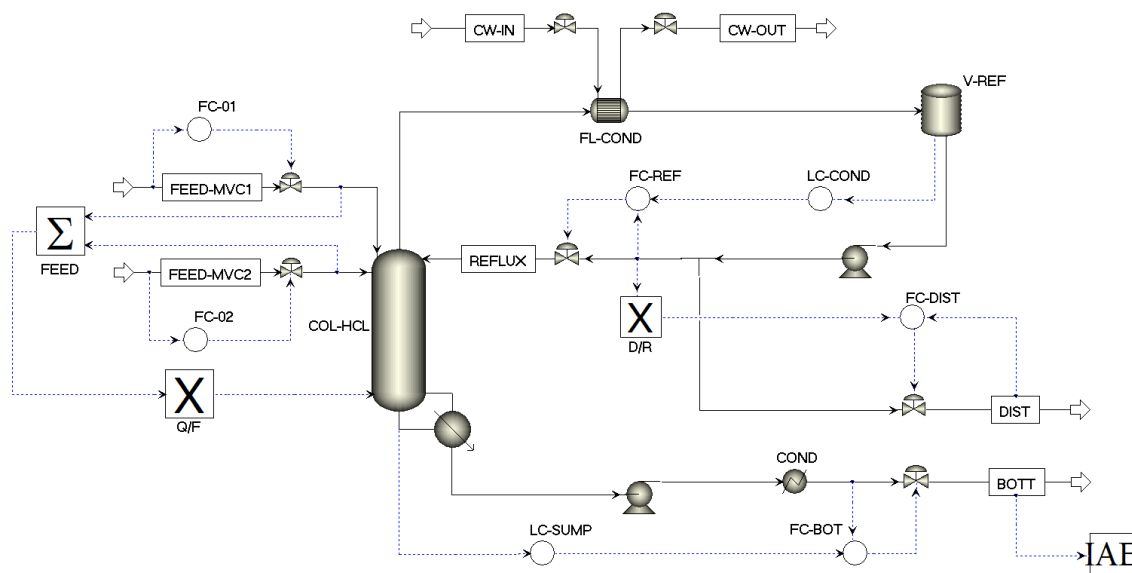 CW-IN
CW-OUT
V-REF
FL-COND
FC-01
FEED-MVC1
FC-REF
LC-COND
Σ
FEED
FEED-MVC2
REFLUX
FC-02
COL-HCL
X
D/R
FC-DIST
X
Q/F
DIST
COND
BOTT
LC-SUMP
FC-BOT
IAE